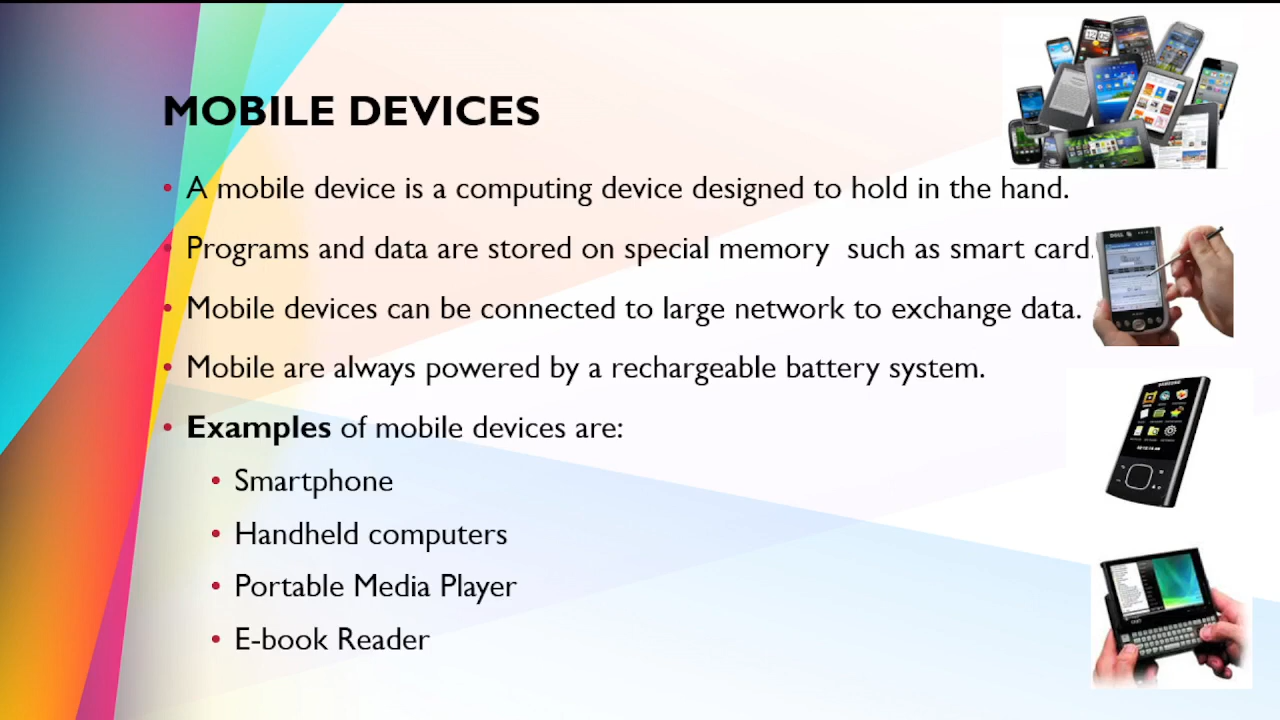 MOBILE DEVICES
• A mobile device is a computing device designed to hold in the hand.
• Programs and data are stored on special memory such as smart card.
• Mobile devices can be connected to large network to exchange data.
• Mobile are always powered by a rechargeable battery system.
• Examples of mobile devices are:
• Smartphone
• Handheld computers
• Portable Media Player
• E-book Reader
DELL
SAMSUNG